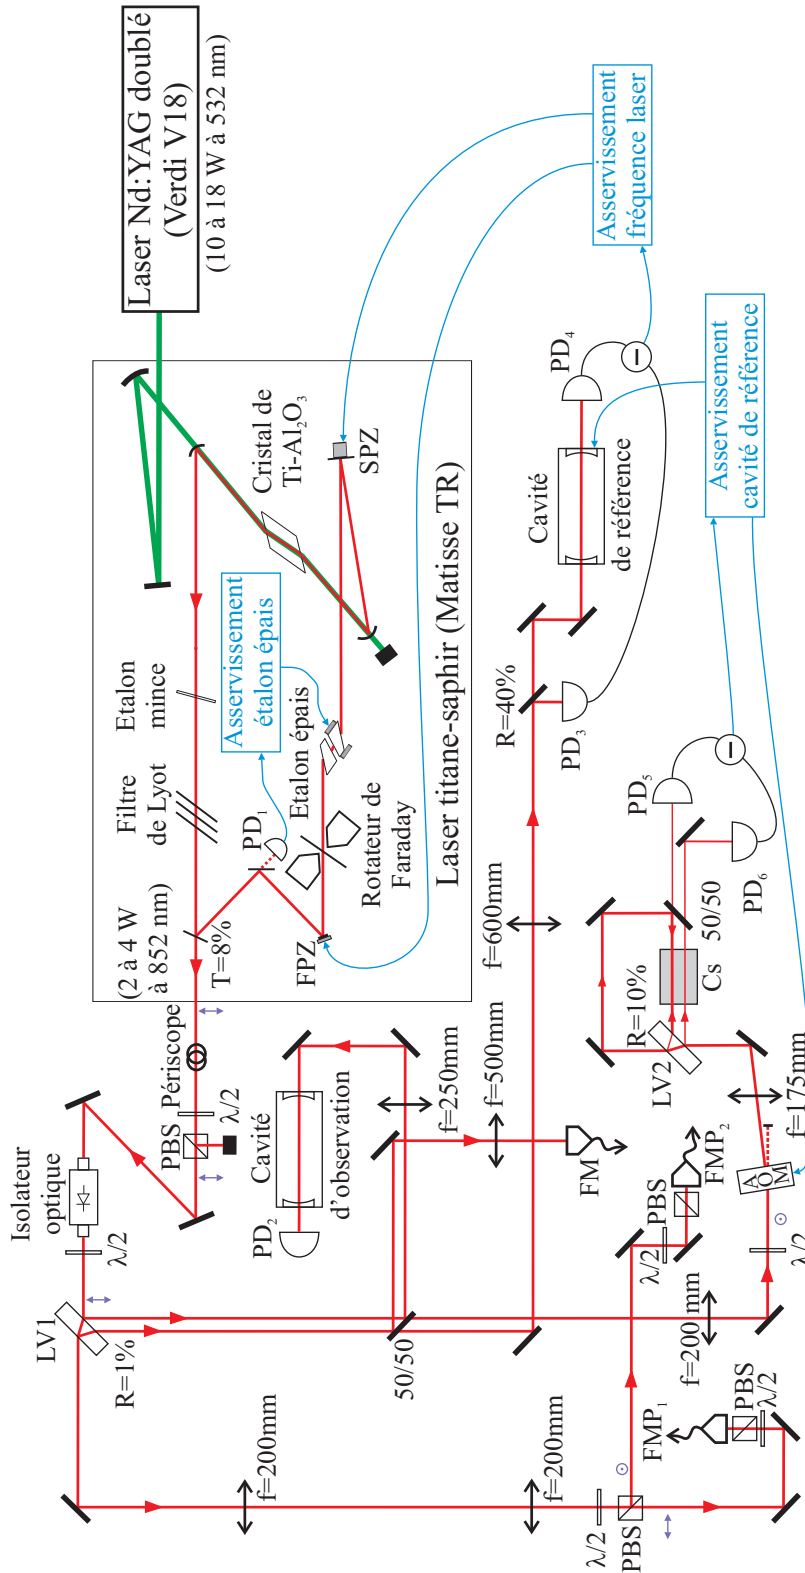 Laser Nd:YAG doublé
(Verdi V18)
(10 à 18 W à 532 nm)
Isolateur
optique
λ/2
LV1
R=1%
Périscope
PBS
λ/2
(2 à 4 W
à 852 nm)
T=8%
Filtre
de Lyot
Etalon
mince
PD1
Asservissement
étalon épais
Etalon épais
Rotateur de
Faraday
FPZ
Cristal de
Ti-Al2O3
SPZ
Laser titane-saphir (Matisse TR)
Cavité
d'observation
PD2
50/50
f=250mm
f=500mm
f=600mm
FM
R=40%
PD3
Cavité
de référence
PD4
−
Asservissement
fréquence laser
Asservissement
cavité de référence
f=200mm
f=200mm
λ/2
PBS
FMP1
PBS
λ/2
λ/2
PBS
FMP2
f=200 mm
λ/2
AOM
f=175mm
LV2
R=10%
Cs
50/50
PD5
PD6
−